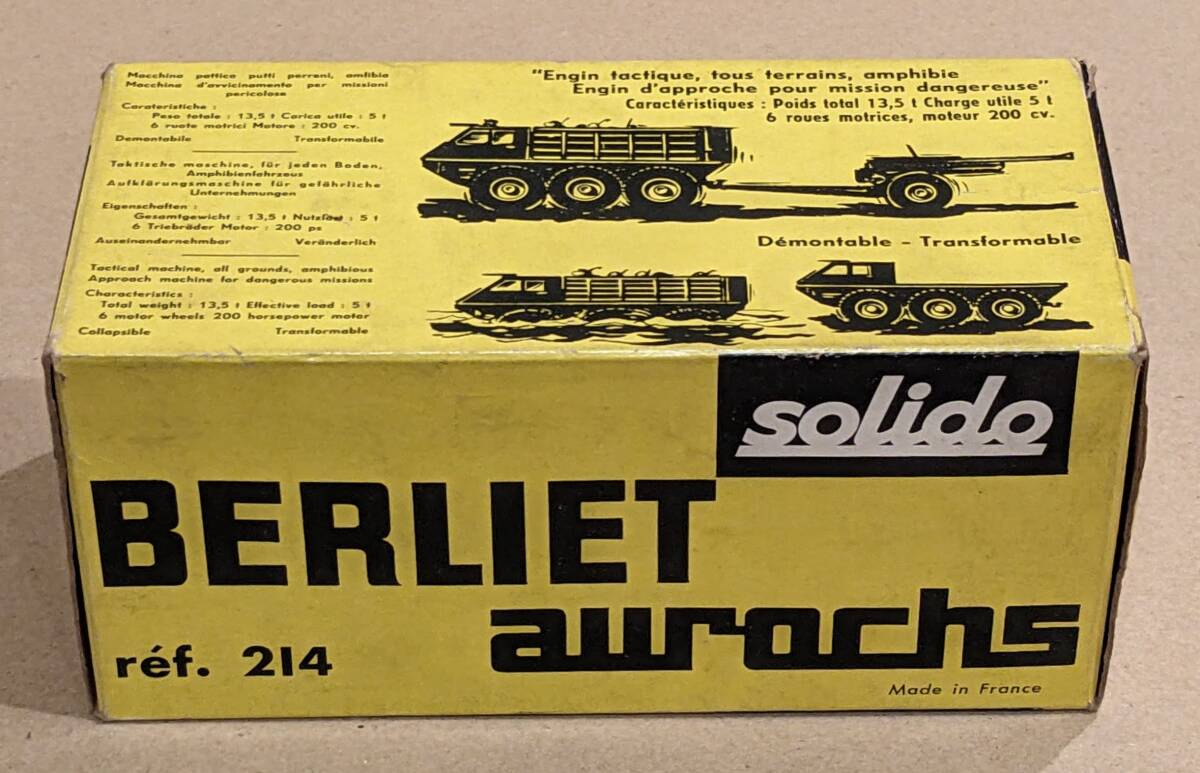 Macchina pattica putti perreni, amfibia
Macchina d'avvicinamento per missioni
pericolose
Caratoristiche :
Peso totale : 13,5 t Carica utile : 5 t
6 ruote motrici Motore : 200 cv.
Demontabile Transformabile
Taktische maschine, für jeden Boden,
Amphibienfahrzeus
Aufklärungsmaschine für gefährliche
Unternehmungen
Eigenschaften :
Gesamtgewicht : 13,5 t : 5 t
6 Triebräder Motor : 200 ps
Auseinandernehmbar Veränderlich
Tactical machine, all grounds, amphibious
Approach machine for dangerous missions
Characteristics :
Total weight : 13,5 t Effective load : 5 t
6 motor wheels 200 horsepower motor
Collapsible Transformable
"Engin tactique, tous terrains, amphibie
Engin d'approche pour mission dangereuse"
Caractéristiques : Poids total 13,5 t Charge utile 5 t
6 roues motrices, moteur 200 cv.
Démontable - Transformable
solido
BERLIET
aurochs
réf. 214
Made in France